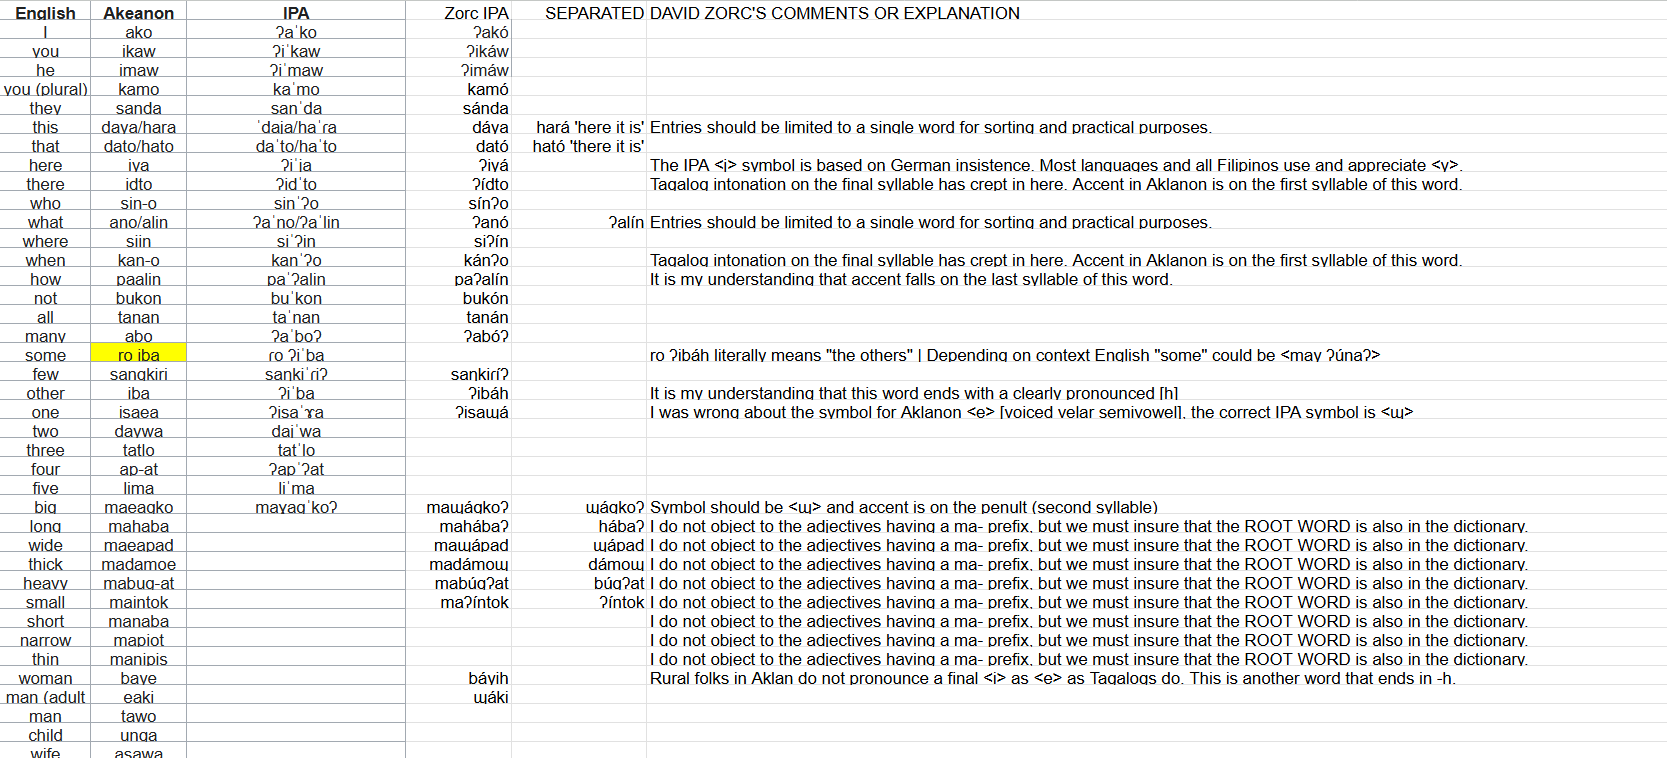 English Akeanon IPA Zorc IPA SEPARATED DAVID ZORC'S COMMENTS OR EXPLANATION
I ako ʔaˈko ʔakó
you ikaw ʔiˈkaw ʔikáw
he imaw ʔiˈmaw ʔimáw
you (plural) kamo kaˈmo kamó
they sanda sanˈda sánda
this daya/hara ˈdaja/haˈɾa dáya hará 'here it is' Entries should be limited to a single word for sorting and practical purposes.
that dato/hato daˈto/haˈto dató ható 'there it is'
here iya ʔiˈja ʔiyá The IPA <j> symbol is based on German insistence. Most languages and all Filipinos use and appreciate <y>.
there idto ʔidˈto ʔídto Tagalog intonation on the final syllable has crept in here. Accent in Aklanon is on the first syllable of this word.
who sin-o sinˈʔo sínʔo
what ano/alin ʔaˈno/ʔaˈlin ʔanó ʔalín Entries should be limited to a single word for sorting and practical purposes.
where siin siˈʔin siʔín
when kan-o kanˈʔo kánʔo Tagalog intonation on the final syllable has crept in here. Accent in Aklanon is on the first syllable of this word.
how paalin paˈʔalin paʔalín It is my understanding that accent falls on the last syllable of this word.
not bukon buˈkon bukón
all tanan taˈnan tanán
many abo ʔaˈboʔ ʔabóʔ
some ro iba ɾo ʔiˈba ro ʔibáh literally means "the others" | Depending on context English "some" could be <may ʔúna?>
few sangkiri saŋkiˈɾiʔ saŋkiɾíʔ
other iba ʔiˈba ʔibáh It is my understanding that this word ends with a clearly pronounced [h]
one isaea ʔisaˈɤa ʔisaɰá I was wrong about the symbol for Aklanon <e> [voiced velar semivowel], the correct IPA symbol is <ɰ>
two daywa daiˈwa
three tatlo tatˈlo
four ap-at ʔapˈʔat
five lima liˈma
big maeagko mayagˈkoʔ maɰágkoʔ ɰágkoʔ Symbol should be <ɰ> and accent is on the penult (second syllable)
long mahaba mahábaʔ hábaʔ I do not object to the adjectives having a ma- prefix, but we must insure that the ROOT WORD is also in the dictionary.
wide maeapad maɰápad ɰápad I do not object to the adjectives having a ma- prefix, but we must insure that the ROOT WORD is also in the dictionary.
thick madamoe madámoɰ dámoɰ I do not object to the adjectives having a ma- prefix, but we must insure that the ROOT WORD is also in the dictionary.
heavy mabug-at mabúgʔat búgʔat I do not object to the adjectives having a ma- prefix, but we must insure that the ROOT WORD is also in the dictionary.
small maintok maʔíntok ʔíntok I do not object to the adjectives having a ma- prefix, but we must insure that the ROOT WORD is also in the dictionary.
short manaba I do not object to the adjectives having a ma- prefix, but we must insure that the ROOT WORD is also in the dictionary.
narrow mapiot I do not object to the adjectives having a ma- prefix, but we must insure that the ROOT WORD is also in the dictionary.
thin manipis I do not object to the adjectives having a ma- prefix, but we must insure that the ROOT WORD is also in the dictionary.
woman baye báyih Rural folks in Aklan do not pronounce a final <i> as <e> as Tagalogs do. This is another word that ends in -h.
man (adult eaki ɰáki
man tawo
child unga
wife asawa